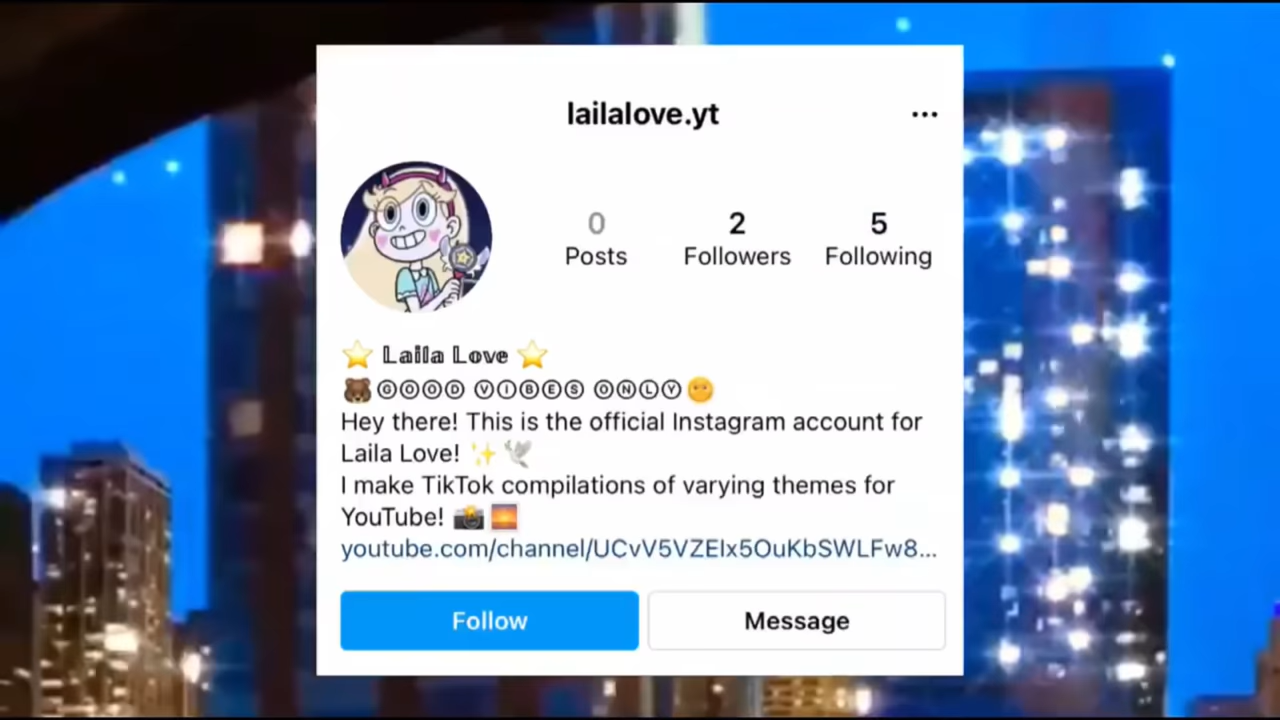 lailalove.yt
0 2 5
Posts Followers Following
⭐ 𝕃𝕒𝕚𝕝𝕒 𝕃𝕠𝕧𝕖 ⭐
🐻ⒼⓄⓄⒹ ⓋⒾⒷⒺⓈ ⓄⓃⓁⓎ🌝
Hey there! This is the official Instagram account for
Laila Love! ✨🕊
I make TikTok compilations of varying themes for
YouTube! 📸🌅
youtube.com/channel/UCvV5VZEIx5OuKbSWLFw8...
Follow Message